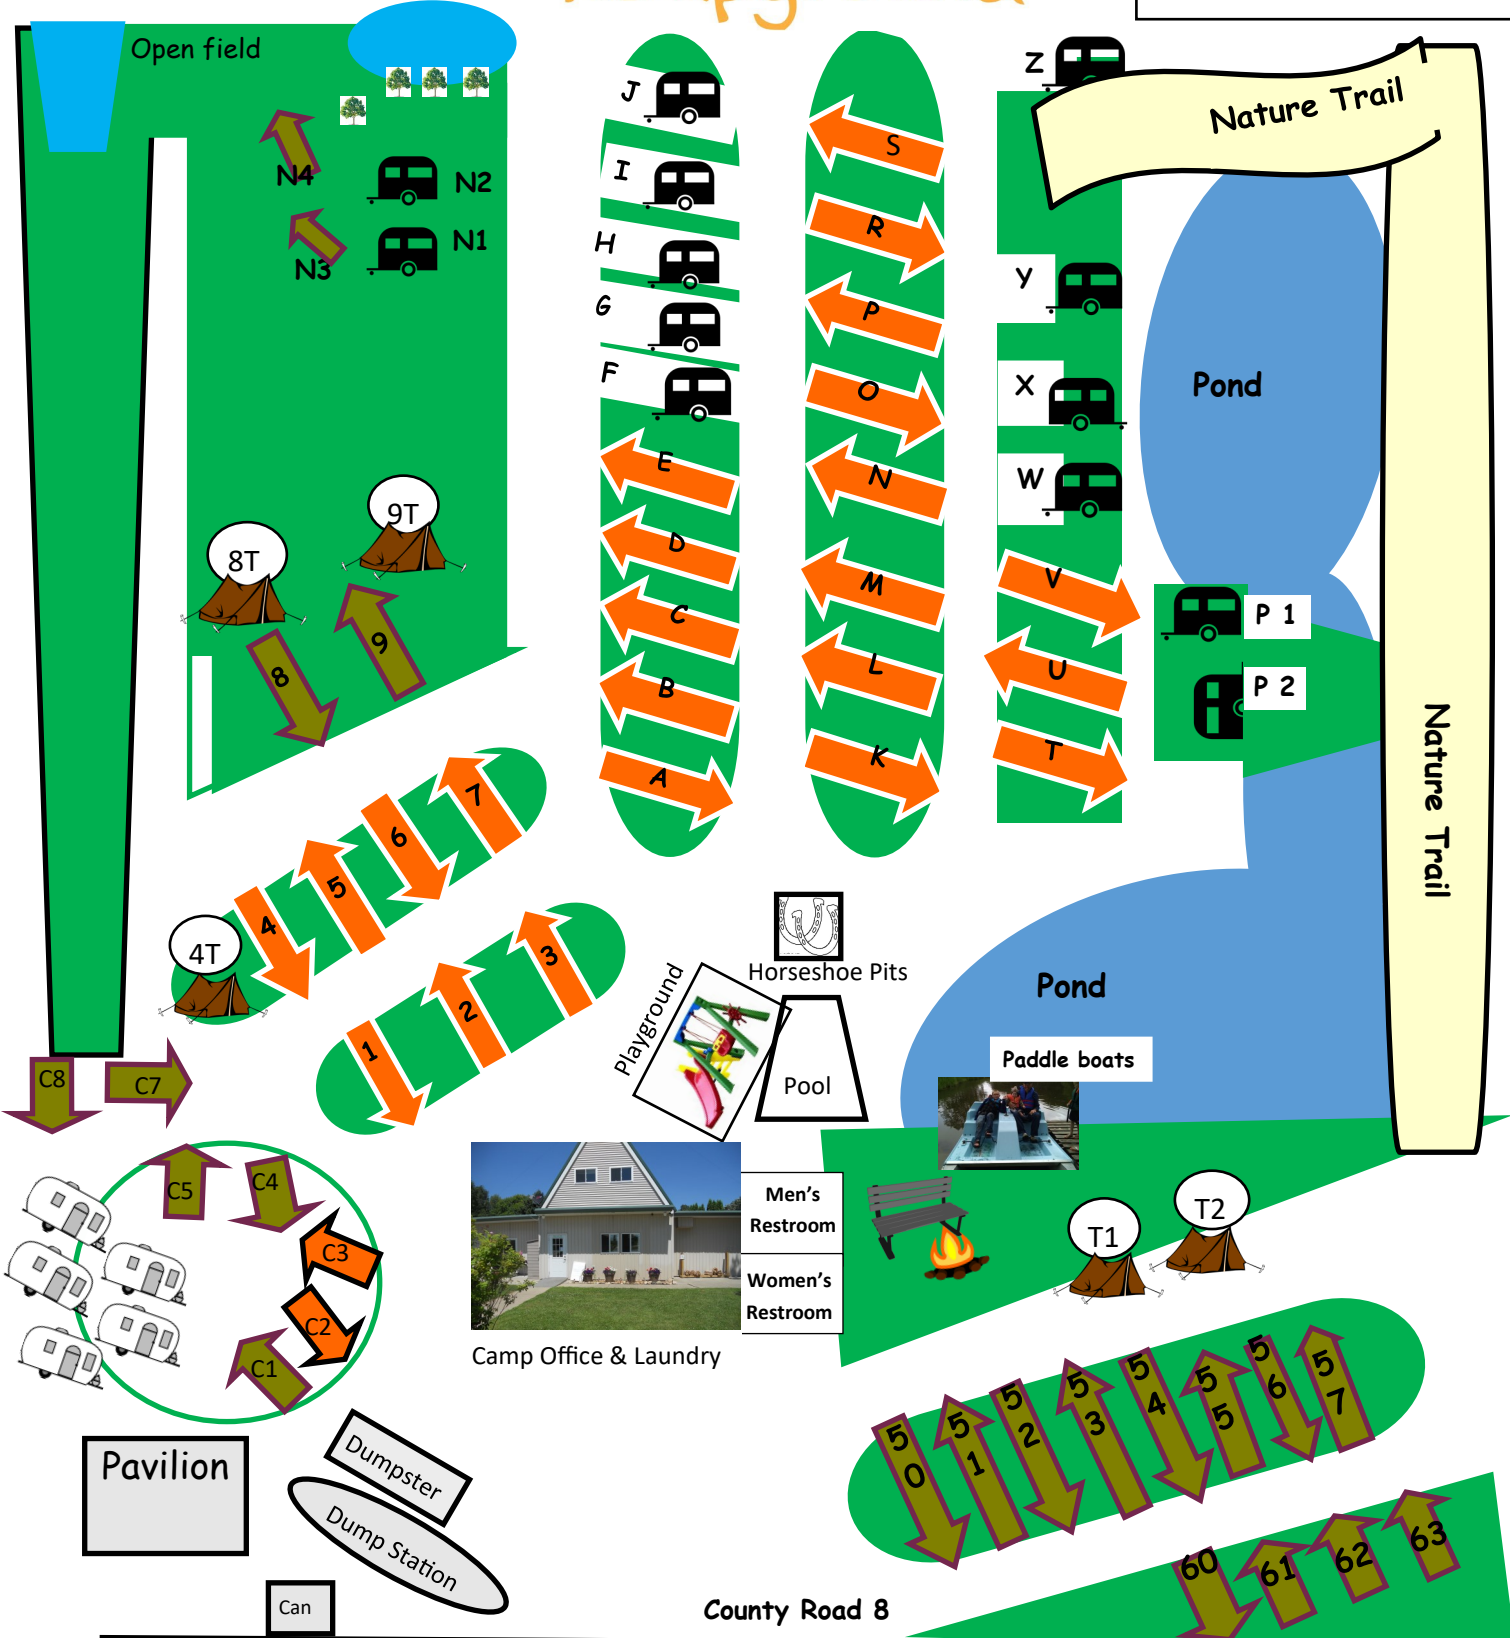 Open field
J
Z
Nature Trail
S
I
N4
N2
R
H
N1
N3
Y
G
P
F
O
X
Pond
E
N
W
9T
8T
D
M
V
C
P 1
9
8
B
L
U
P 2
A
K
T
7
6
5
4
4T
3
2
1
Nature Trail
Horseshoe Pits
Playground
Pool
Pond
Paddle boats
C8
C7
C5
C4
C3
C2
C1
Men's
Restroom
Women's
Restroom
T1
T2
Camp Office & Laundry
50
51
52
53
54
55
56
57
Pavilion
Dumpster
Dump Station
60
61
62
63
Can
County Road 8